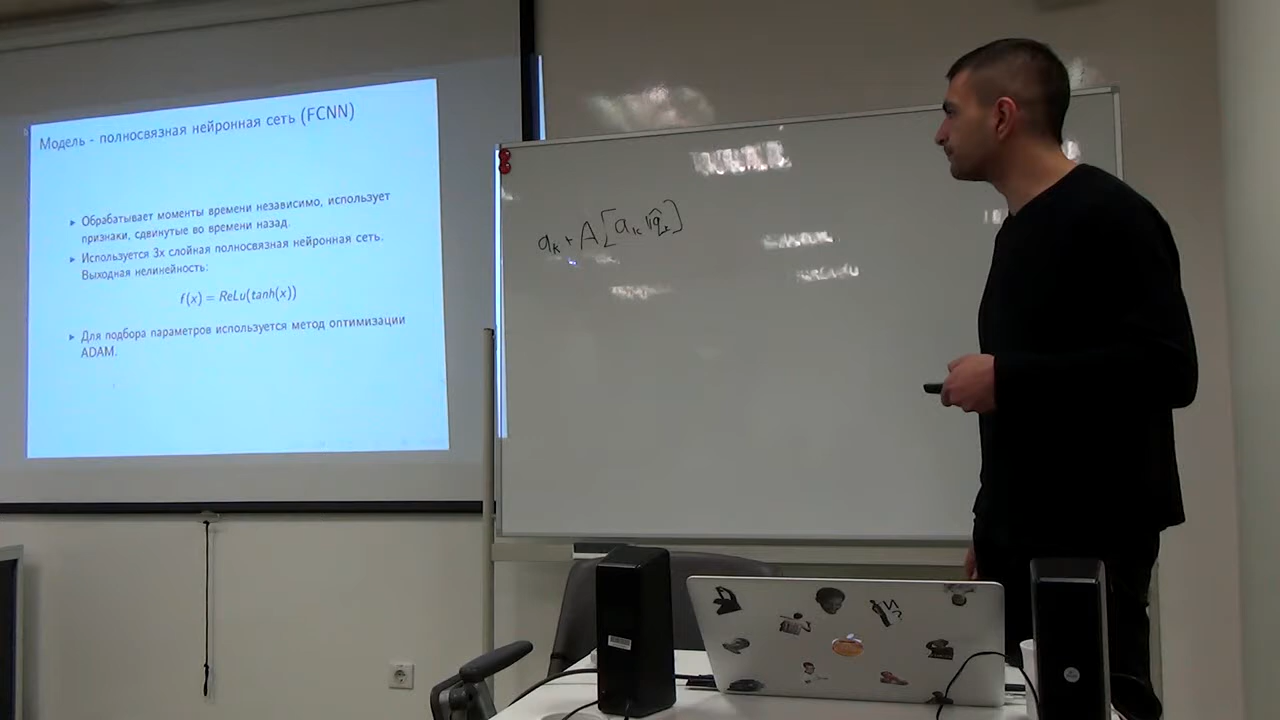 Модель - полносвязная нейронная сеть (FCNN)
Обрабатывает моменты времени независимо, использует
признаки, сдвинутые во времени назад.
Используется 3х слойная полносвязная нейронная сеть.
Выходная нелинейность:
f(x) = ReLu(tanh(x))
Для подбора параметров используется метод оптимизации
ADAM.